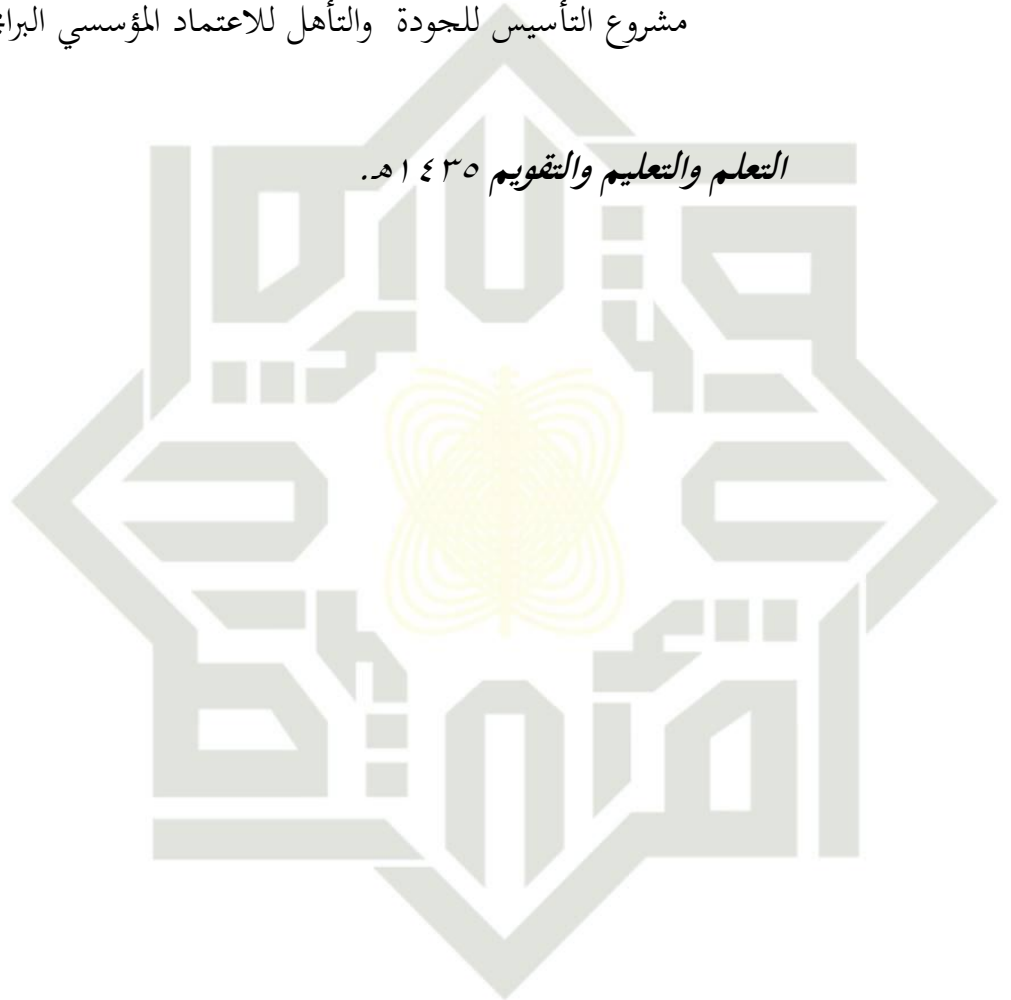 مشروع التأسيس للجودة والتأهل للاعتماد المؤسسي
التعلم والتعليم والتقويم ١٤٣٥هـ.